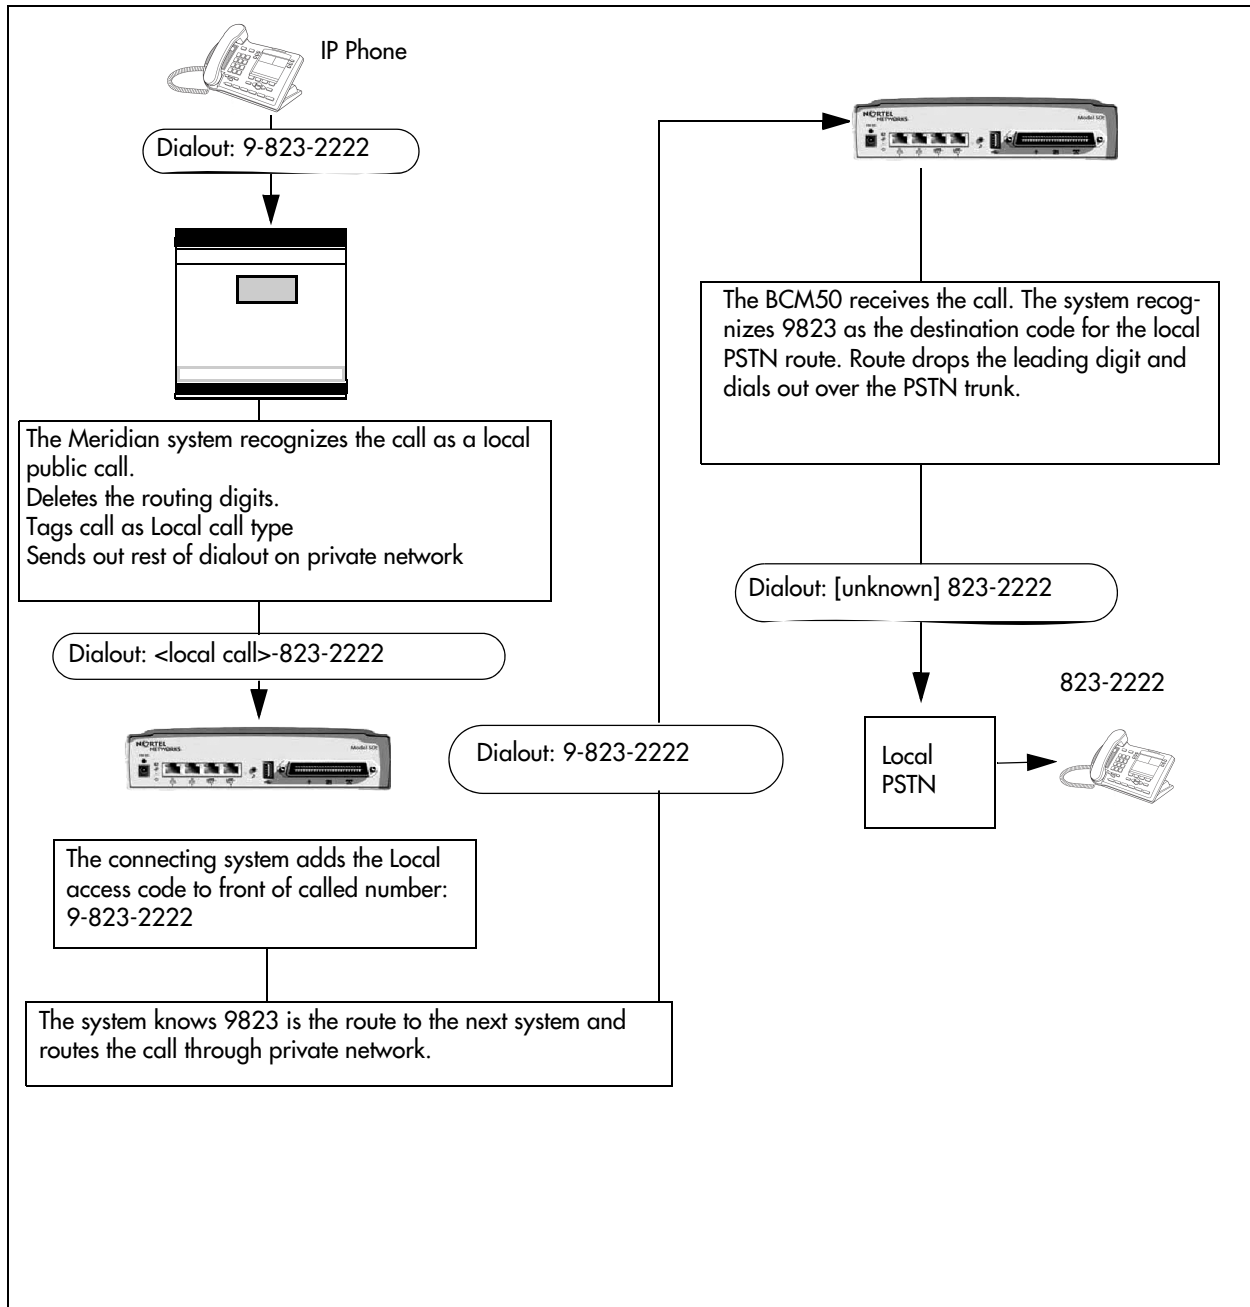 IP Phone
Dialout: 9-823-2222
The Meridian system recognizes the call as a local
public call.
Deletes the routing digits.
Tags call as Local call type
Sends out rest of dialout on private network
Dialout: <local call>-823-2222
NORTEL
NETWORKS
The connecting system adds the Local
access code to front of called number:
9-823-2222
The system knows 9823 is the route to the next system and
routes the call through private network.
Dialout: 9-823-2222
NORTEL
NETWORKS
The BCM50 receives the call. The system recog-
nizes 9823 as the destination code for the local
PSTN route. Route drops the leading digit and
dials out over the PSTN trunk.
Dialout: [unknown] 823-2222
Local
PSTN
823-2222